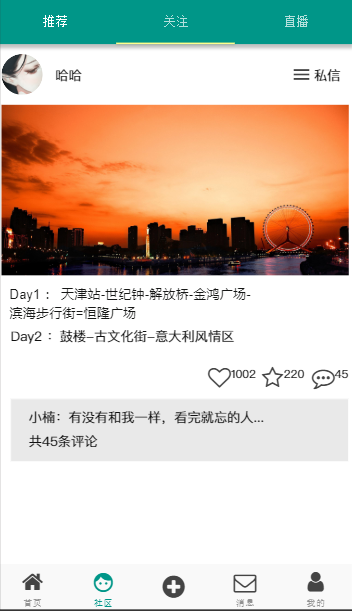 推荐 关注 直播
哈哈 私信
Day1： 天津站-世纪钟-解放桥-金鸿广场-
滨海步行街=恒隆广场
Day2 ：鼓楼–古文化街–意大利风情区
1002 220 45
小楠：有没有和我一样，看完就忘的人...
共45条评论
首页 社区 消息 我的